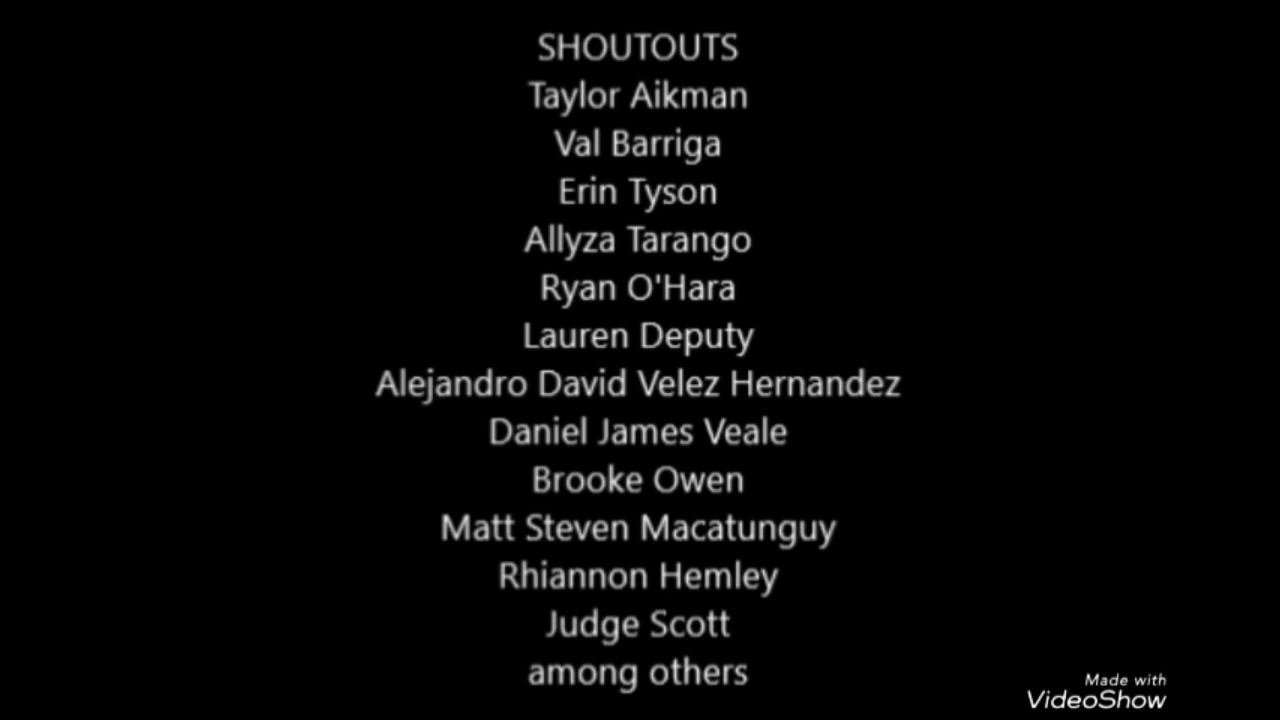 SHOUTOUTS
Taylor Aikman
Val Barriga
Erin Tyson
Allyza Tarango
Ryan O'Hara
Lauren Deputy
Alejandro David Velez Hernandez
Daniel James Veale
Brooke Owen
Matt Steven Macatunguy
Rhiannon Hemley
Judge Scott
among others
Made with
VideoShow